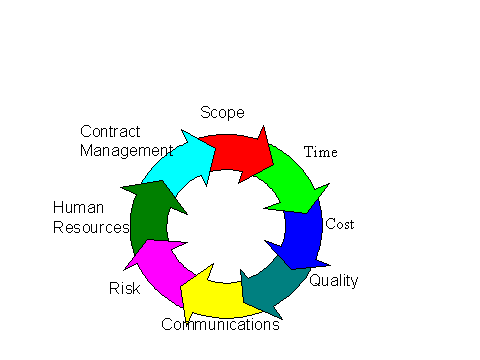 Scope
Time
Cost
Quality
Communications
Risk
Human
Resources
Contract
Management